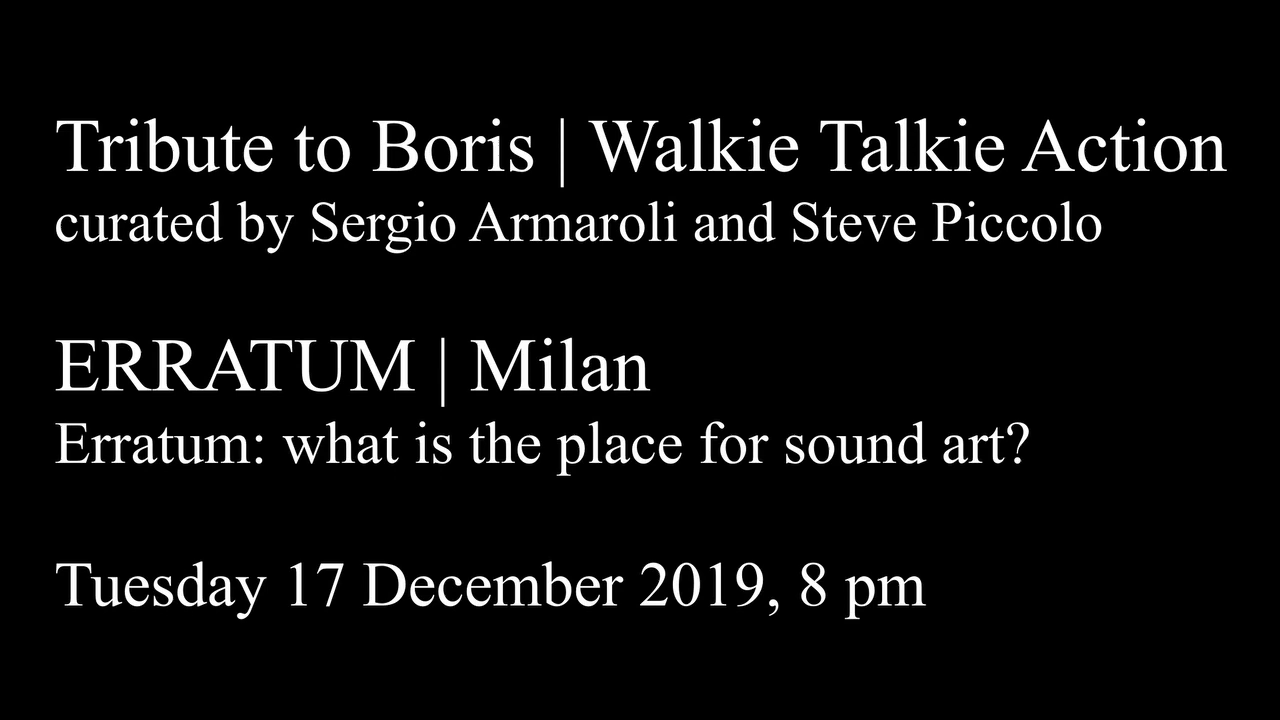 Tribute to Boris | Walkie Talkie Action
curated by Sergio Armaroli and Steve Piccolo
ERRATUM | Milan
Erratum: what is the place for sound art?
Tuesday 17 December 2019, 8 pm